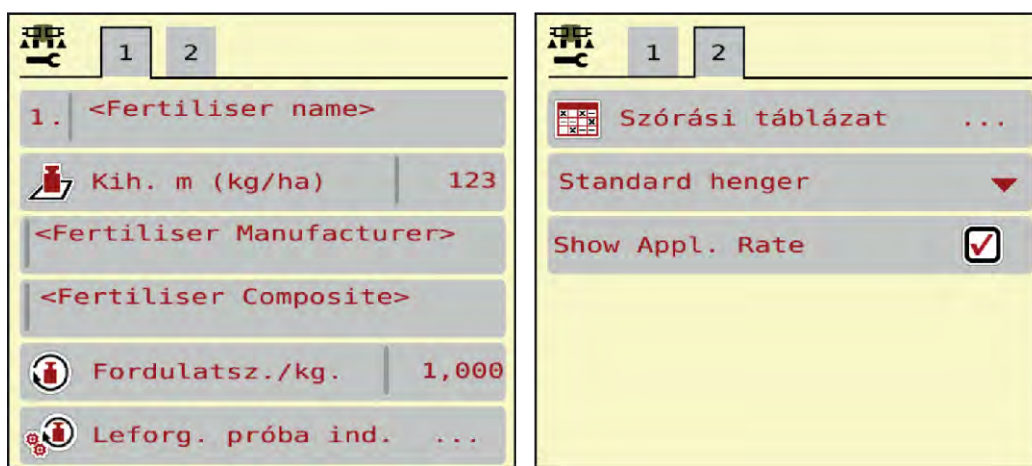 1 2
1. <Fertiliser name>
Kih. m (kg/ha) 123
<Fertiliser Manufacturer>
<Fertiliser Composite>
Fordulatsz./kg. 1,000
Leforg. próba ind. ...
1 2
Szórási táblázat ...
Standard henger
Show Appl. Rate